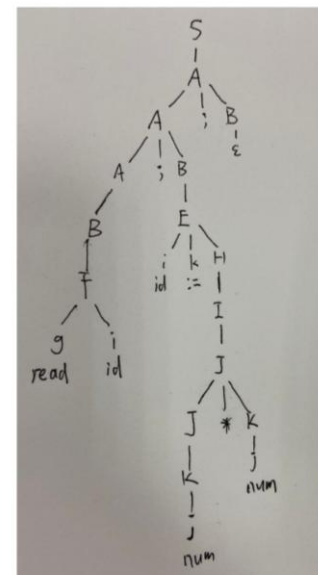 S
A
A ; B
A ; B ε
B E
F i k H
id :=
g i I
read id J
J * K
K j
num
j
num